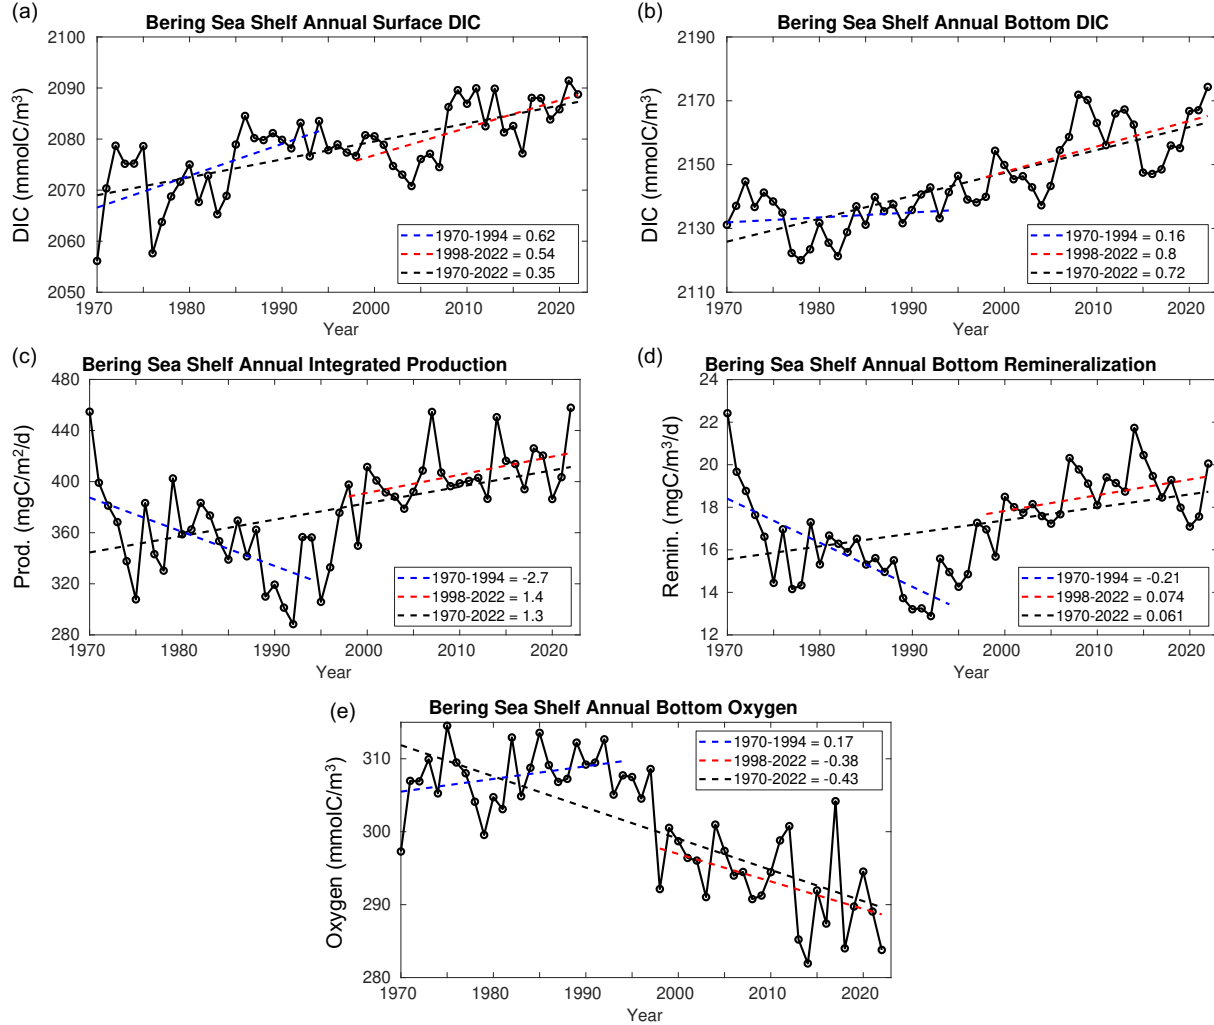 (a)
Bering Sea Shelf Annual Surface DIC
2100
2090
2080
2070
2060
2050
DIC (mmolC/m³)
1970-1994 = 0.62
1998-2022 = 0.54
1970-2022 = 0.35
1970 1980 1990 2000 2010 2020
Year
(b)
Bering Sea Shelf Annual Bottom DIC
2190
2170
2150
2130
2110
DIC (mmolC/m³)
1970-1994 = 0.16
1998-2022 = 0.8
1970-2022 = 0.72
1970 1980 1990 2000 2010 2020
Year
(c)
Bering Sea Shelf Annual Integrated Production
480
440
400
360
320
280
Prod. (mgC/m²/d)
1970-1994 = -2.7
1998-2022 = 1.4
1970-2022 = 1.3
1970 1980 1990 2000 2010 2020
Year
(d)
Bering Sea Shelf Annual Bottom Remineralization
24
22
20
18
16
14
12
Remin. (mgC/m³/d)
1970-1994 = -0.21
1998-2022 = 0.074
1970-2022 = 0.061
1970 1980 1990 2000 2010 2020
Year
(e)
Bering Sea Shelf Annual Bottom Oxygen
310
300
290
280
Oxygen (mmolC/m³)
1970-1994 = 0.17
1998-2022 = -0.38
1970-2022 = -0.43
1970 1980 1990 2000 2010 2020
Year